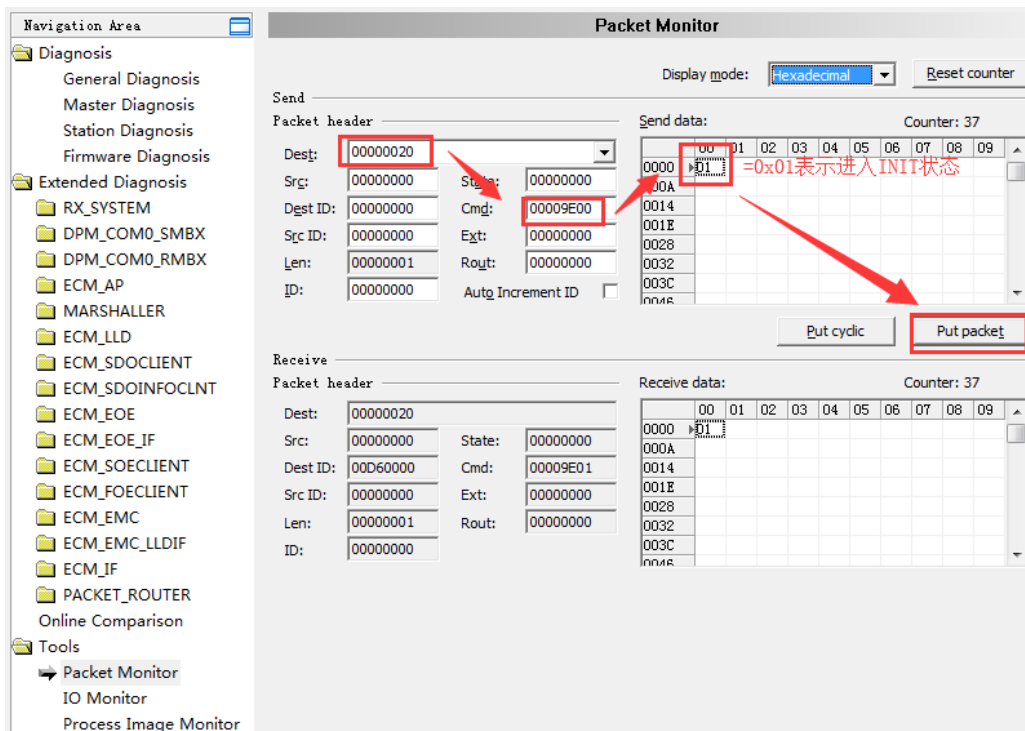 Navigation Area
Diagnosis
General Diagnosis
Master Diagnosis
Station Diagnosis
Firmware Diagnosis
Extended Diagnosis
RX_SYSTEM
DPM_COM0_SMBX
DPM_COM0_RMBX
ECM_AP
MARSHALLER
ECM_LLD
ECM_SDOCLIENT
ECM_SDOINFOCLNT
ECM_EOE
ECM_EOE_IF
ECM_SOECLIENT
ECM_FOECLIENT
ECM_EMC
ECM_EMC_LLDIF
ECM_IF
PACKET_ROUTER
Online Comparison
Tools
Packet Monitor
IO Monitor
Process Image Monitor
Packet Monitor
Display mode: Hexadecimal Reset counter
Send
Packet header
Dest: 00000020
Src: 00000000 State: 00000000
Dest ID: 00000000 Cmd: 00009E00
Src ID: 00000000 Ext: 00000000
Len: 00000001 Rout: 00000000
ID: 00000000 Auto Increment ID
Send data: Counter: 37
00 01 02 03 04 05 06 07 08 09
0000 01 =0x01表示进入INIT状态
000A
0014
001E
0028
0032
003C
0046
Put cyclic Put packet
Receive
Packet header
Dest: 00000020
Src: 00000000 State: 00000000
Dest ID: 00D60000 Cmd: 00009E01
Src ID: 00000000 Ext: 00000000
Len: 00000001 Rout: 00000000
ID: 00000000
Receive data: Counter: 37
00 01 02 03 04 05 06 07 08 09
0000 01
000A
0014
001E
0028
0032
003C
0046